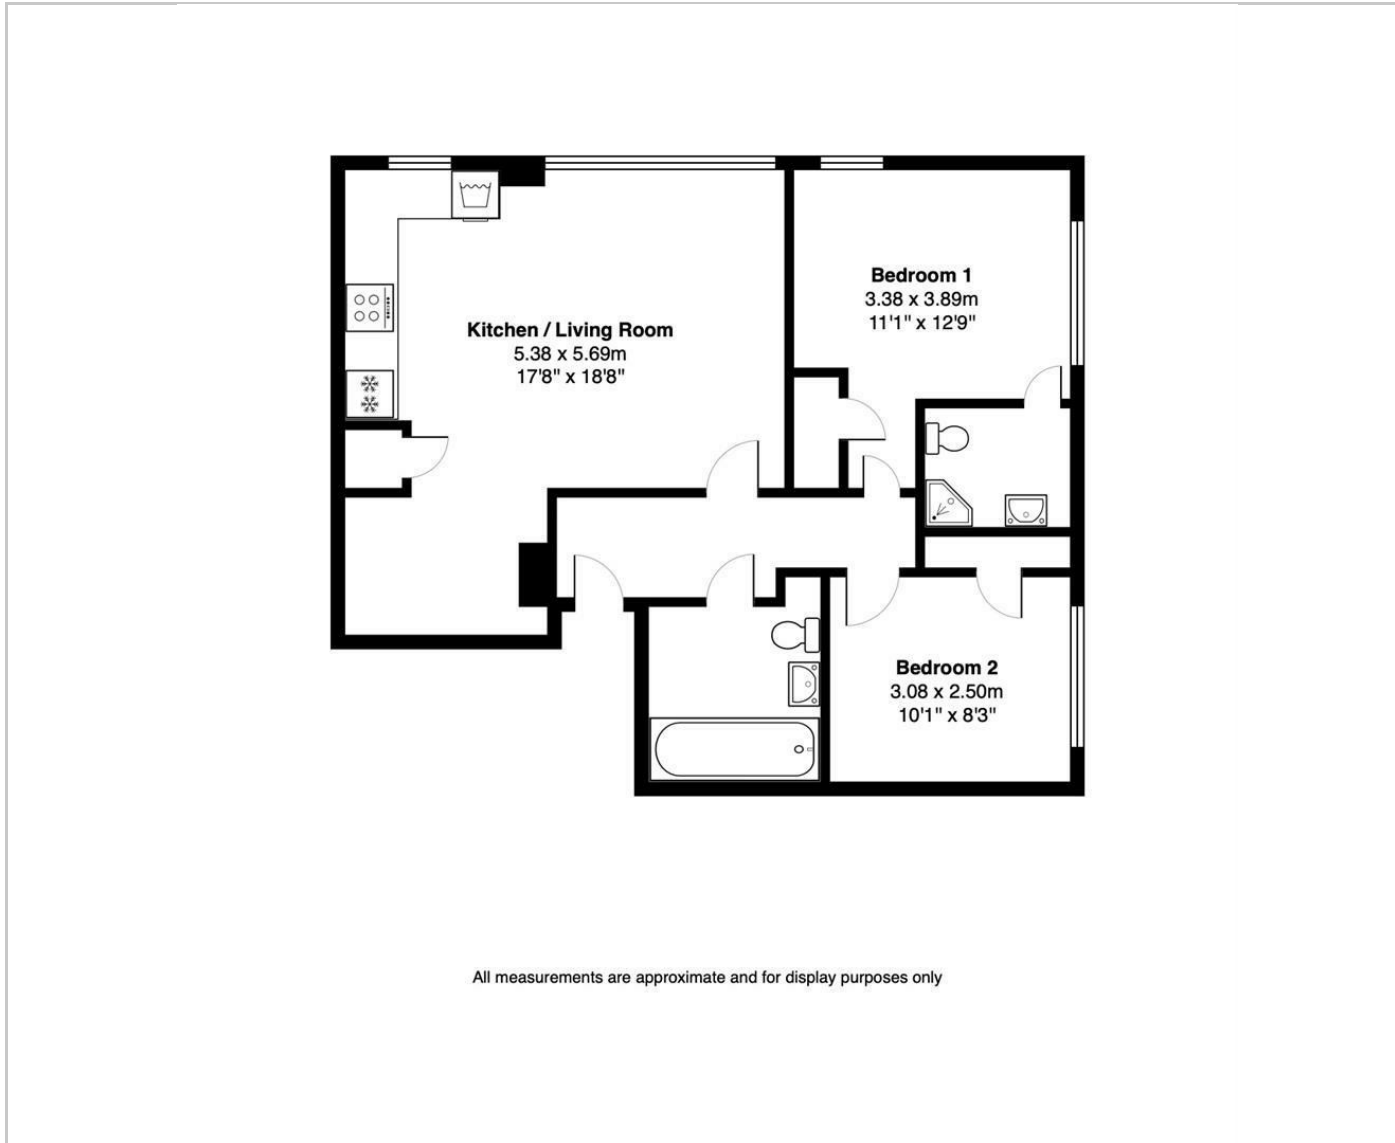 Bedroom 1
3.38 x 3.89m
11'1" x 12'9"
Kitchen / Living Room
5.38 x 5.69m
17'8" x 18'8"
Bedroom 2
3.08 x 2.50m
10'1" x 8'3"
All measurements are approximate and for display purposes only